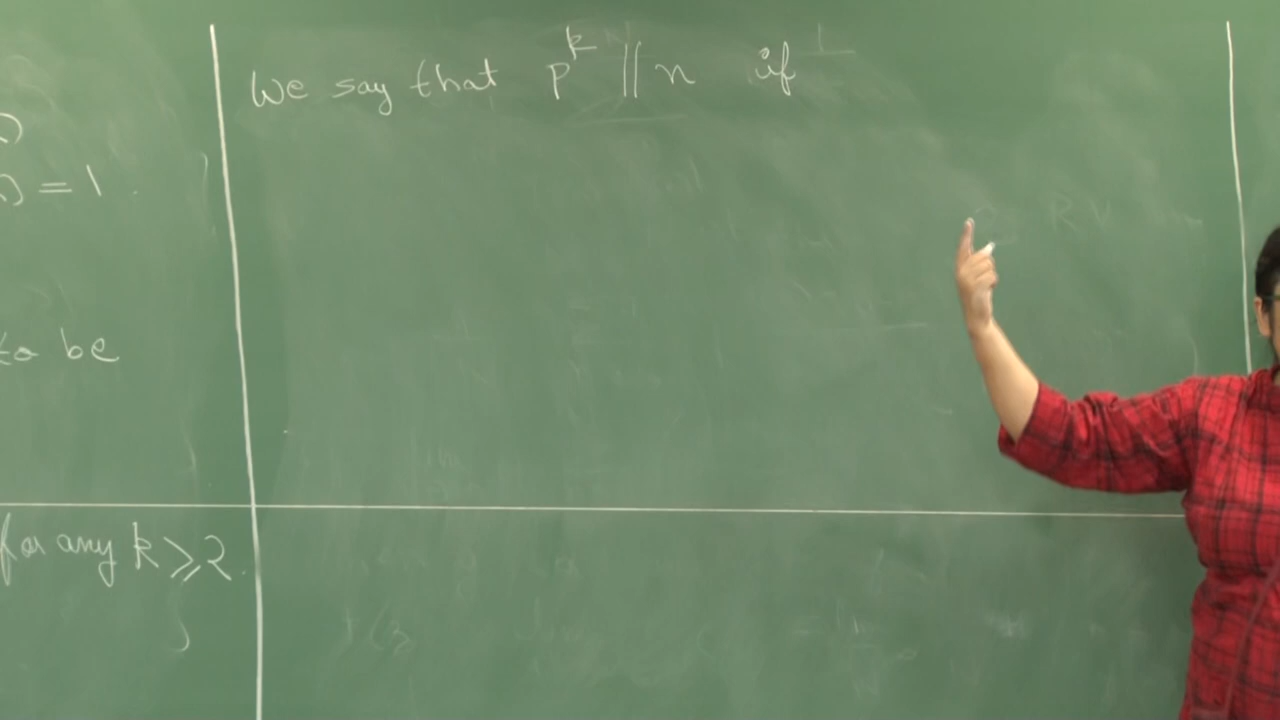 = 1.
to be
for any k ⩾ 2.
We say that p^k || n if